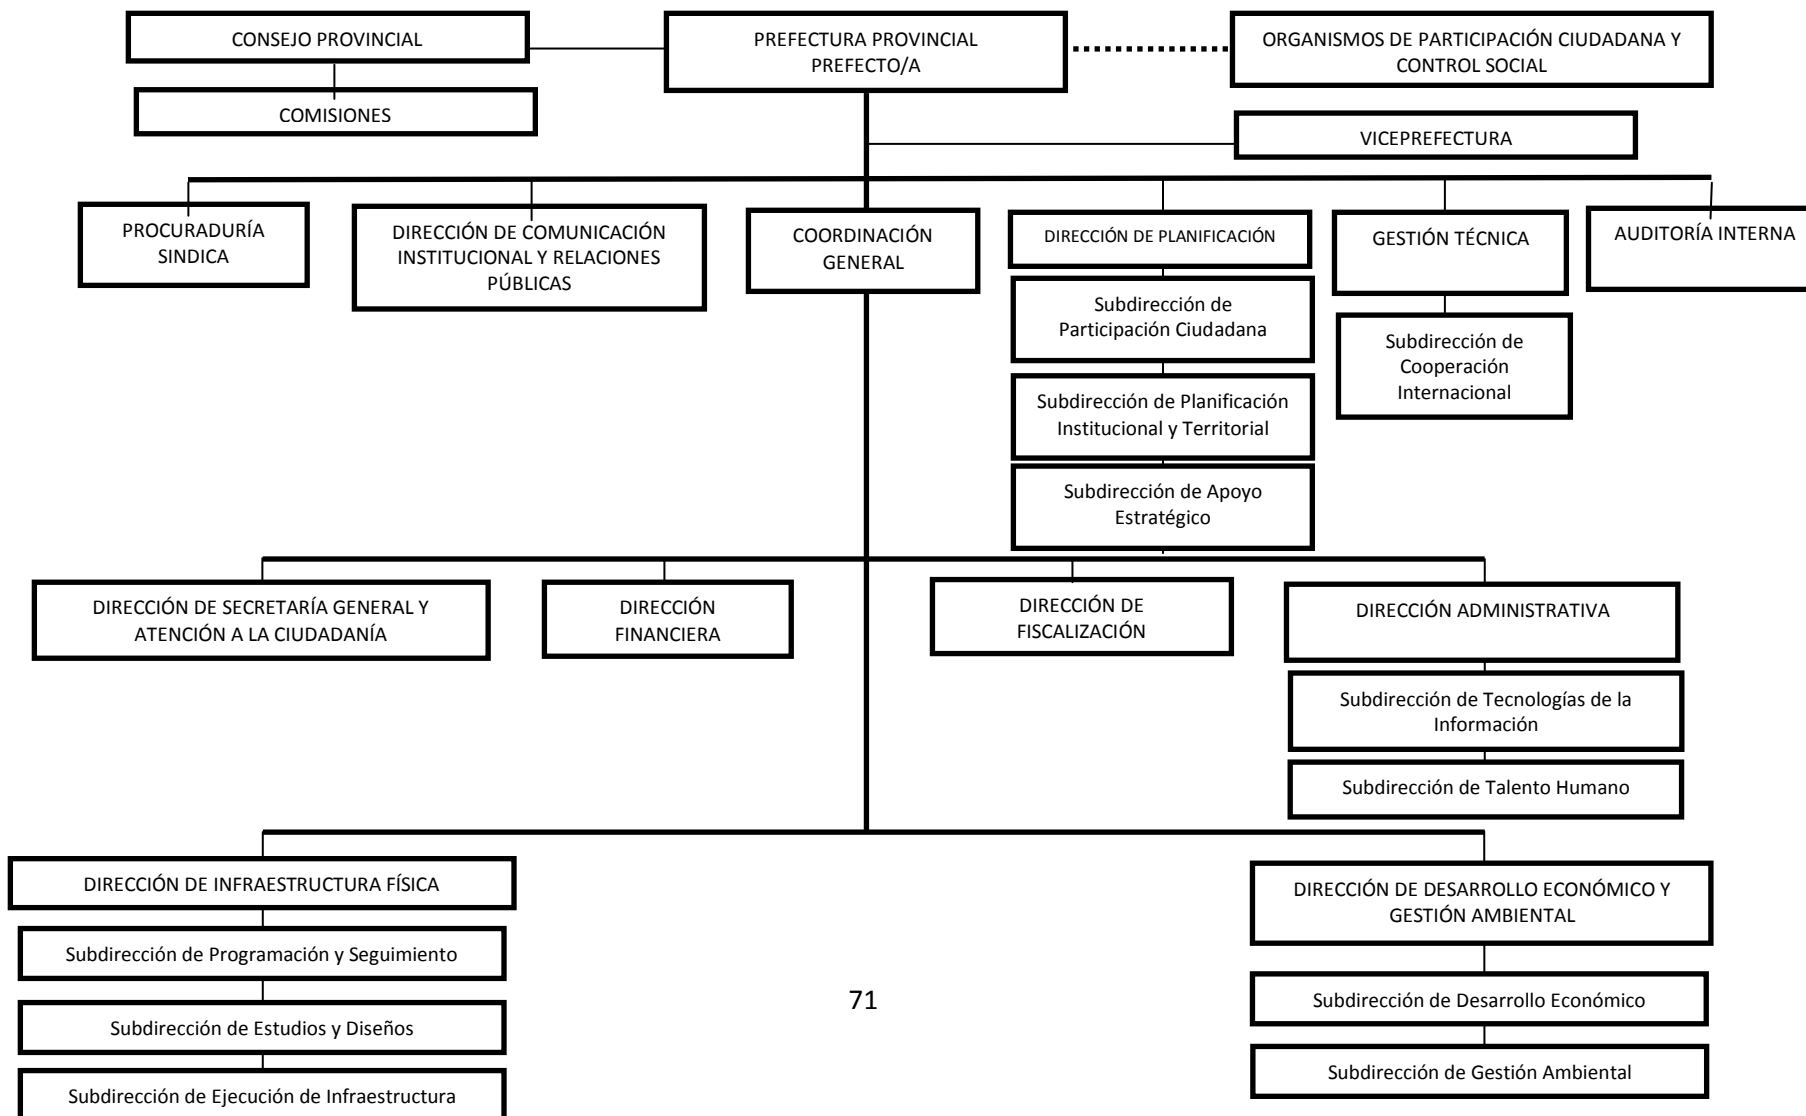 CONSEJO PROVINCIAL
PREFECTURA PROVINCIAL
PREFECTO/A
ORGANISMOS DE PARTICIPACIÓN CIUDADANA Y
CONTROL SOCIAL
COMISIONES
VICEPREFECTURA
PROCURADURÍA
SINDICA
DIRECCIÓN DE COMUNICACIÓN
INSTITUCIONAL Y RELACIONES
PÚBLICAS
COORDINACIÓN
GENERAL
DIRECCIÓN DE PLANIFICACIÓN
GESTIÓN TÉCNICA
AUDITORÍA INTERNA
Subdirección de
Participación Ciudadana
Subdirección de Planificación
Institucional y Territorial
Subdirección de Apoyo
Estratégico
Subdirección de
Cooperación
Internacional
DIRECCIÓN DE SECRETARÍA GENERAL Y
ATENCIÓN A LA CIUDADANÍA
DIRECCIÓN
FINANCIERA
DIRECCIÓN DE
FISCALIZACIÓN
DIRECCIÓN ADMINISTRATIVA
Subdirección de Tecnologías de la
Información
Subdirección de Talento Humano
DIRECCIÓN DE INFRAESTRUCTURA FÍSICA
Subdirección de Programación y Seguimiento
Subdirección de Estudios y Diseños
Subdirección de Ejecución de Infraestructura
DIRECCIÓN DE DESARROLLO ECONÓMICO Y
GESTIÓN AMBIENTAL
Subdirección de Desarrollo Económico
Subdirección de Gestión Ambiental
71